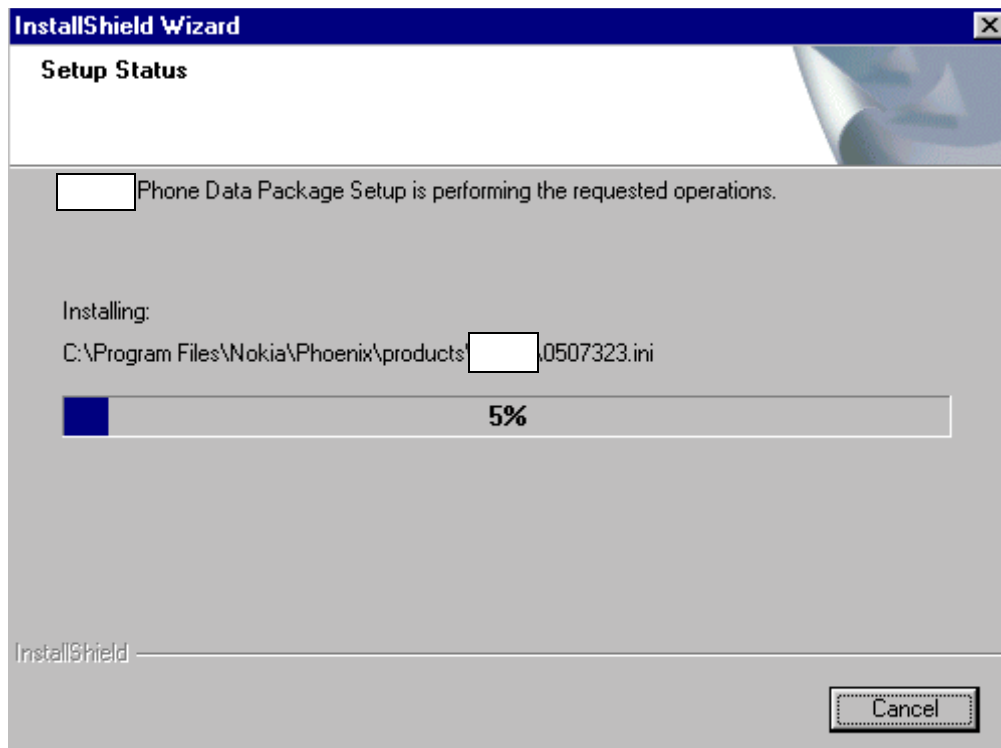 InstallShield Wizard
Setup Status
Phone Data Package Setup is performing the requested operations.
Installing:
C:\Program Files\Nokia\Phoenix\products\ \0507323.ini
5%
InstallShield
Cancel